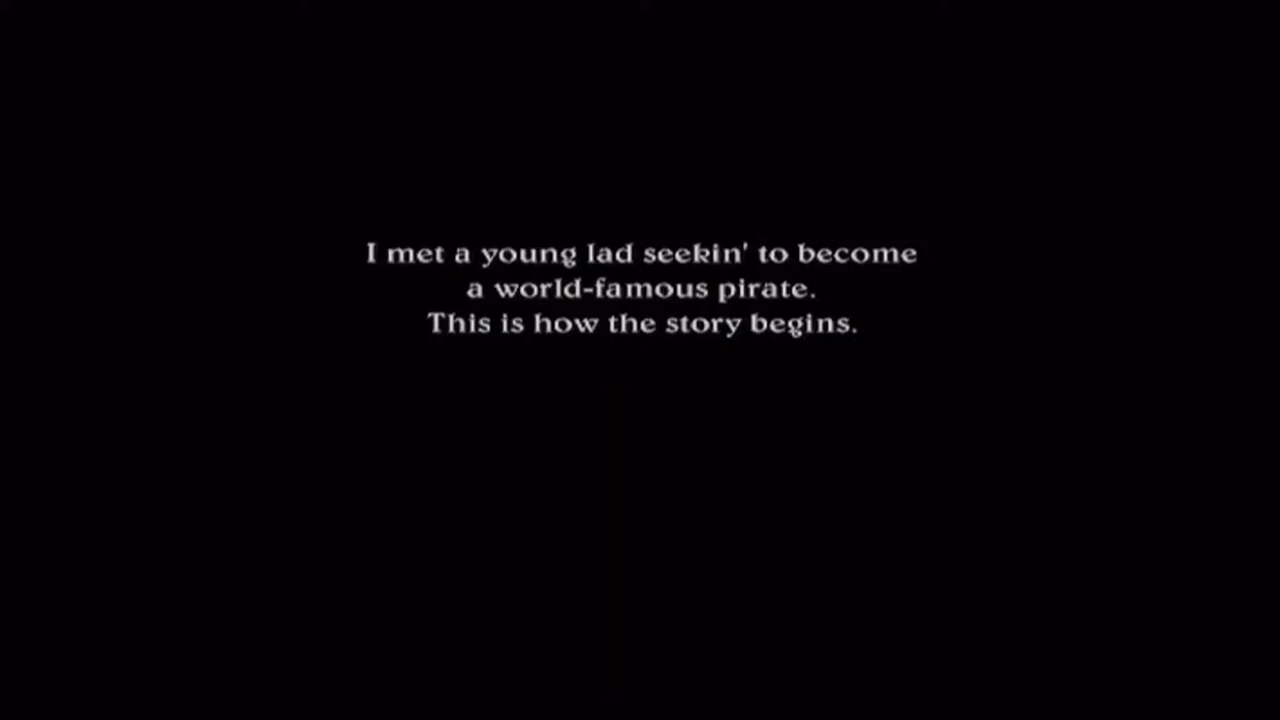 I met a young lad seekin' to become
a world-famous pirate.
This is how the story begins.